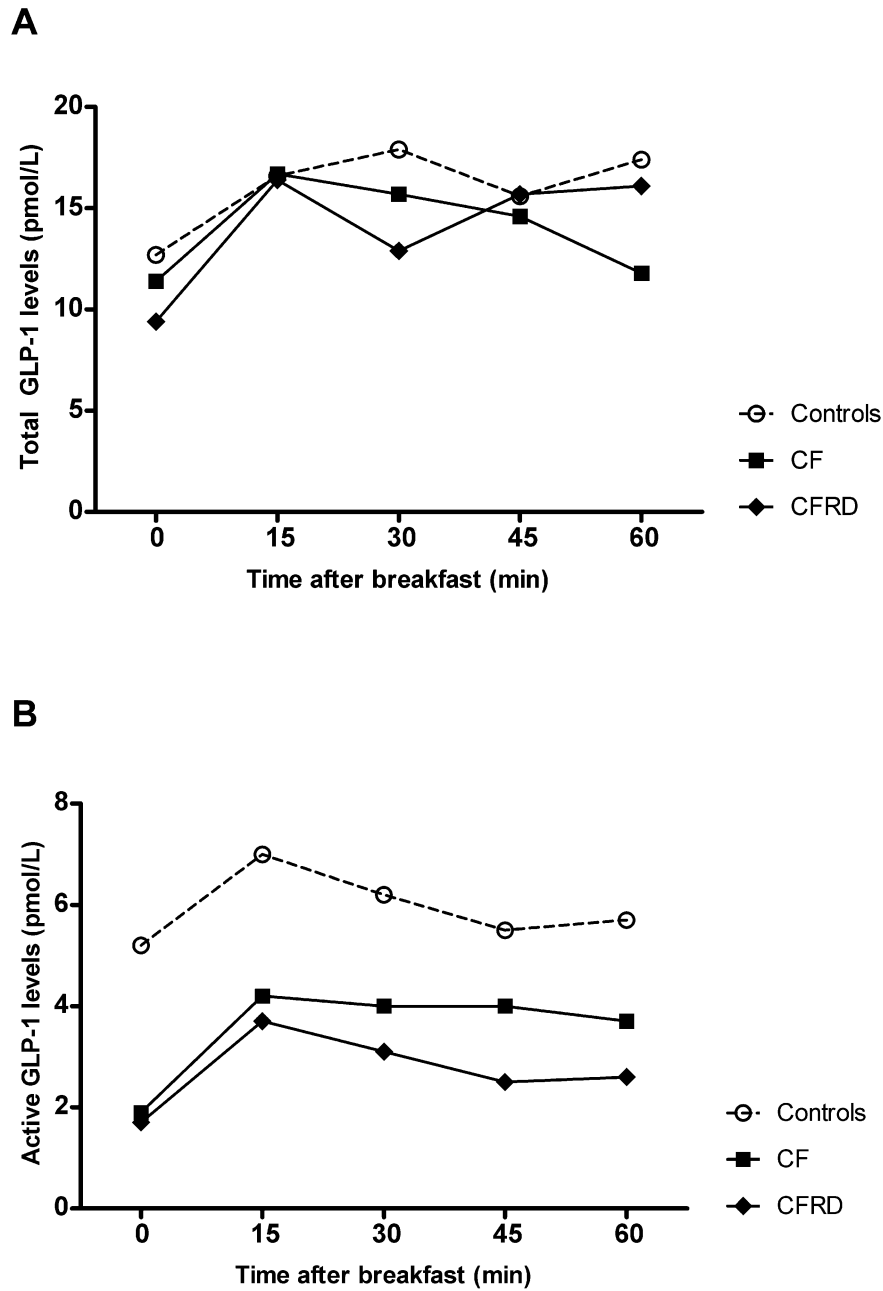 A
20
15
10
5
0
Total GLP-1 levels (pmol/L)
0 15 30 45 60
Time after breakfast (min)
Controls
CF
CFRD
B
8
6
4
2
0
Active GLP-1 levels (pmol/L)
0 15 30 45 60
Time after breakfast (min)
Controls
CF
CFRD